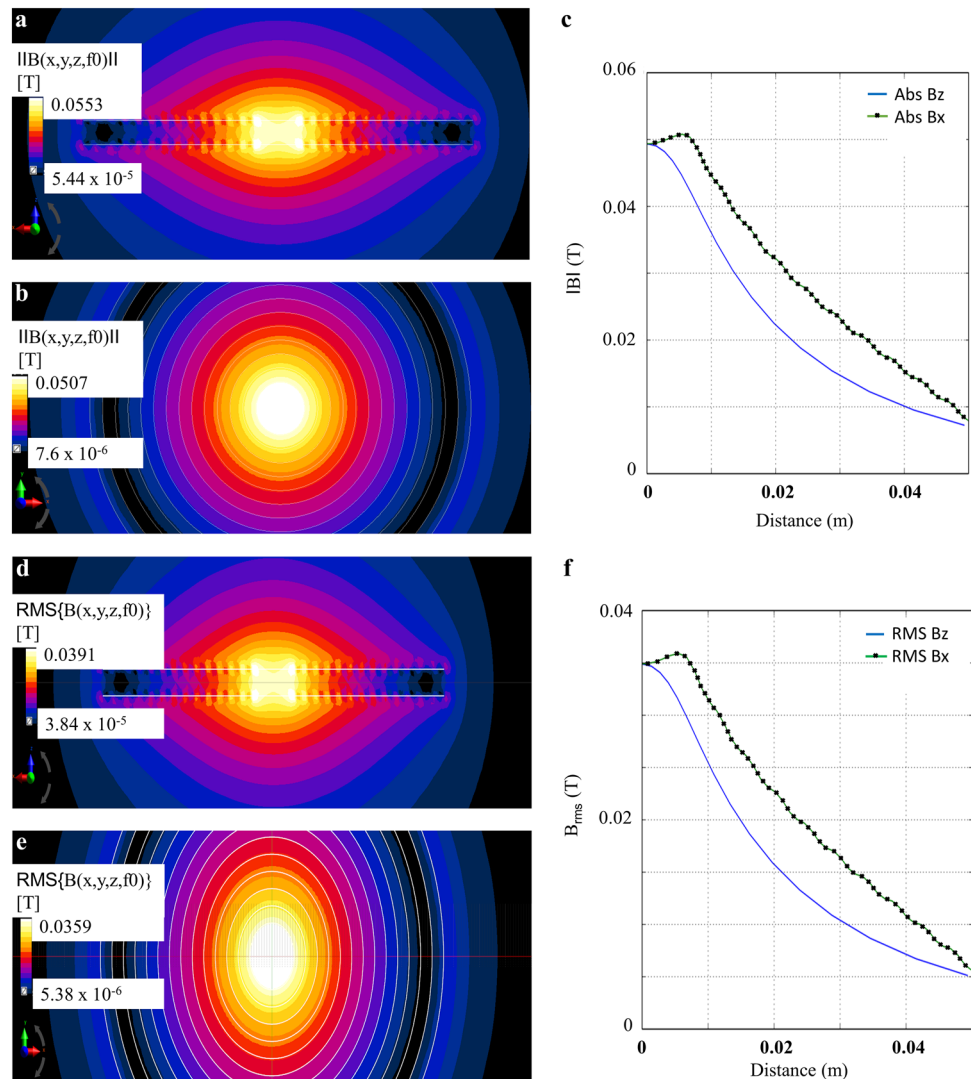 a
||B(x,y,z,f0)||
[T]
0.0553
5.44 x 10-5
b
||B(x,y,z,f0)||
[T]
0.0507
7.6 x 10-6
c
0.06
0.04
0.02
0
|B| (T)
Abs Bz
Abs Bx
0
0.02
0.04
Distance (m)
d
RMS{B(x,y,z,f0)}
[T]
0.0391
3.84 x 10-5
e
RMS{B(x,y,z,f0)}
[T]
0.0359
5.38 x 10-6
f
0.04
0.02
0
Brms (T)
RMS Bz
RMS Bx
0
0.02
0.04
Distance (m)